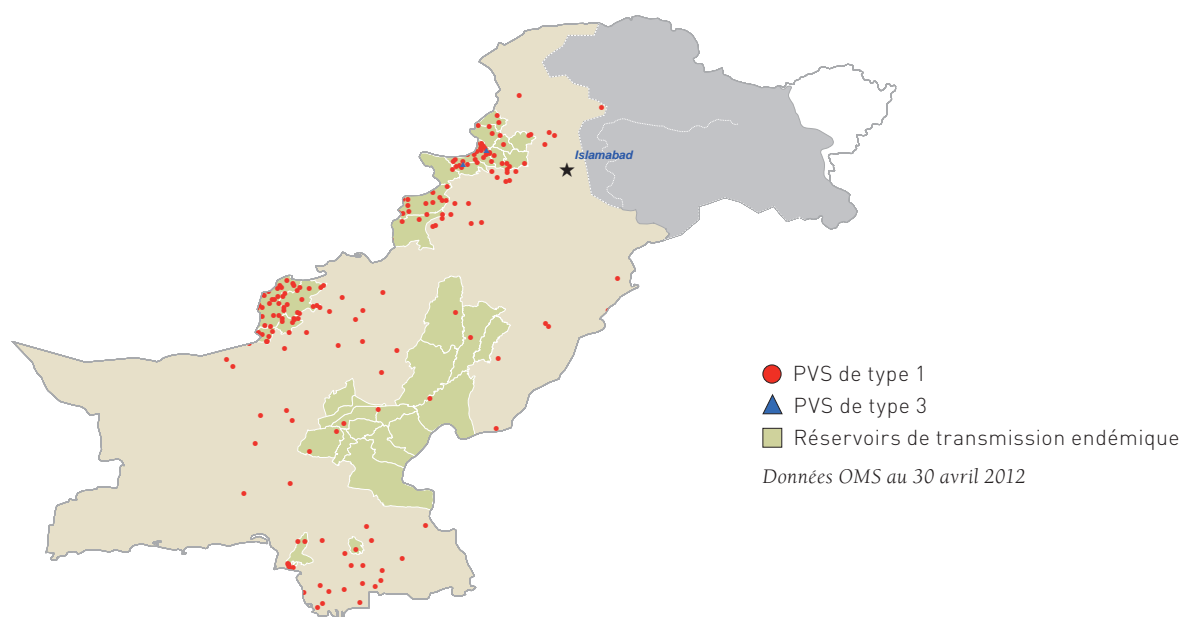 Islamabad
PVS de type 1
PVS de type 3
Réservoirs de transmission endémique
Données OMS au 30 avril 2012